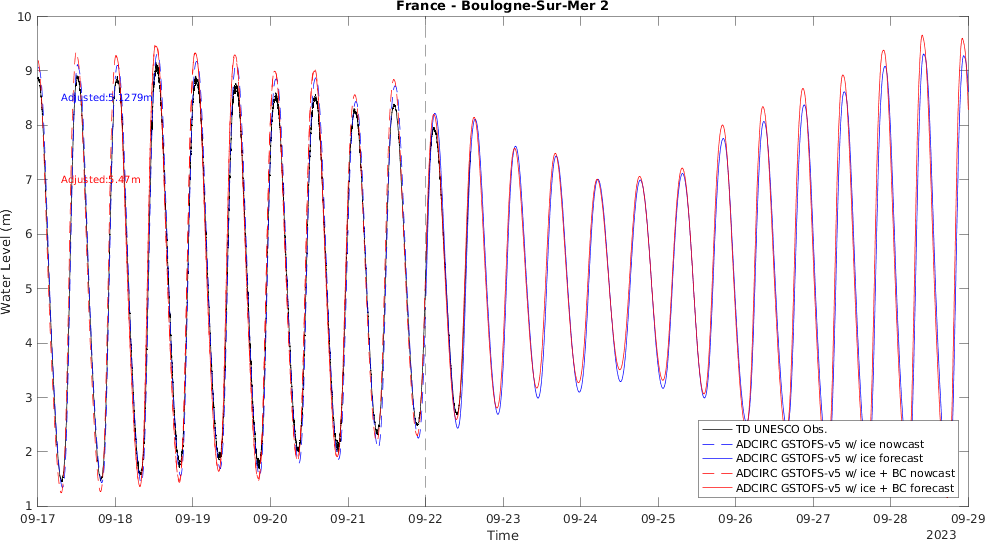 France - Boulogne-Sur-Mer 2
10
9
Adjusted:5.1279m
8
7
Adjusted:5.47m
6
5
4
3
2
1
Water Level (m)
TD UNESCO Obs.
ADCIRC GSTOFS-v5 w/ ice nowcast
ADCIRC GSTOFS-v5 w/ ice forecast
ADCIRC GSTOFS-v5 w/ ice + BC nowcast
ADCIRC GSTOFS-v5 w/ ice + BC forecast
09-17 09-18 09-19 09-20 09-21 09-22 09-23 09-24 09-25 09-26 09-27 09-28 09-29
Time
2023